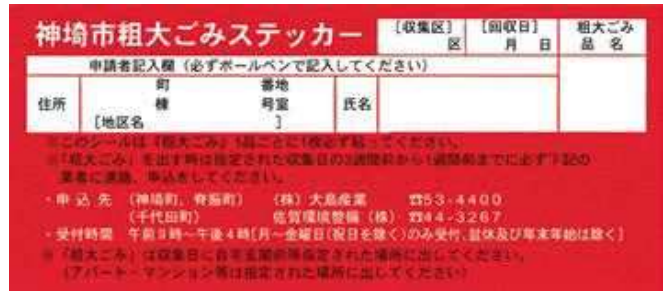 神埼市粗大ごみステッカー
［収集区］ 区
［回収日］ 月 日
粗大ごみ 品名
申請者記入欄（必ずボールペンで記入してください）
住所 町 番地
棟 号室
［地区名 ］
氏名
※このシールは『粗大ごみ』1品ごとに1枚必ず貼ってください。
※『粗大ごみ』を出す時は指定された収集日の3週間前から1週間前までに必ず下記の
業者に連絡、申込をしてください。
・申込先 （神埼町、脊振町） （株）大島産業 ☎53-4400
（千代田町） 佐賀環境整備（株） ☎44-3267
・受付時間 午前9時～午後4時［月～金曜日（祝日を除く）のみ受付、盆休及び年末年始は除く］
※『粗大ごみ』は収集日に自宅玄関前等指定された場所に出してください。
（アパート・マンション等は指定された場所に出してください）